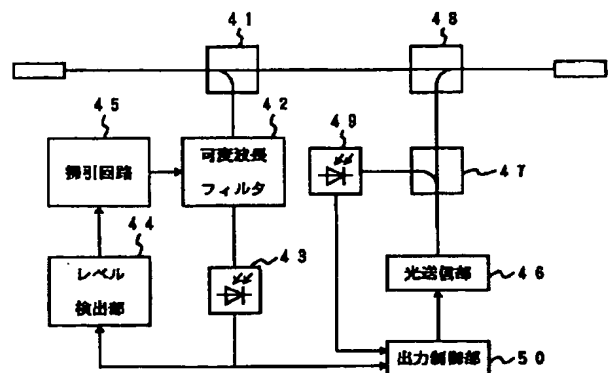 41
48
45
42
49
掃引回路
可変波長
フィルタ
47
44
43
レベル
検出部
光送信部
46
出力制御部
50